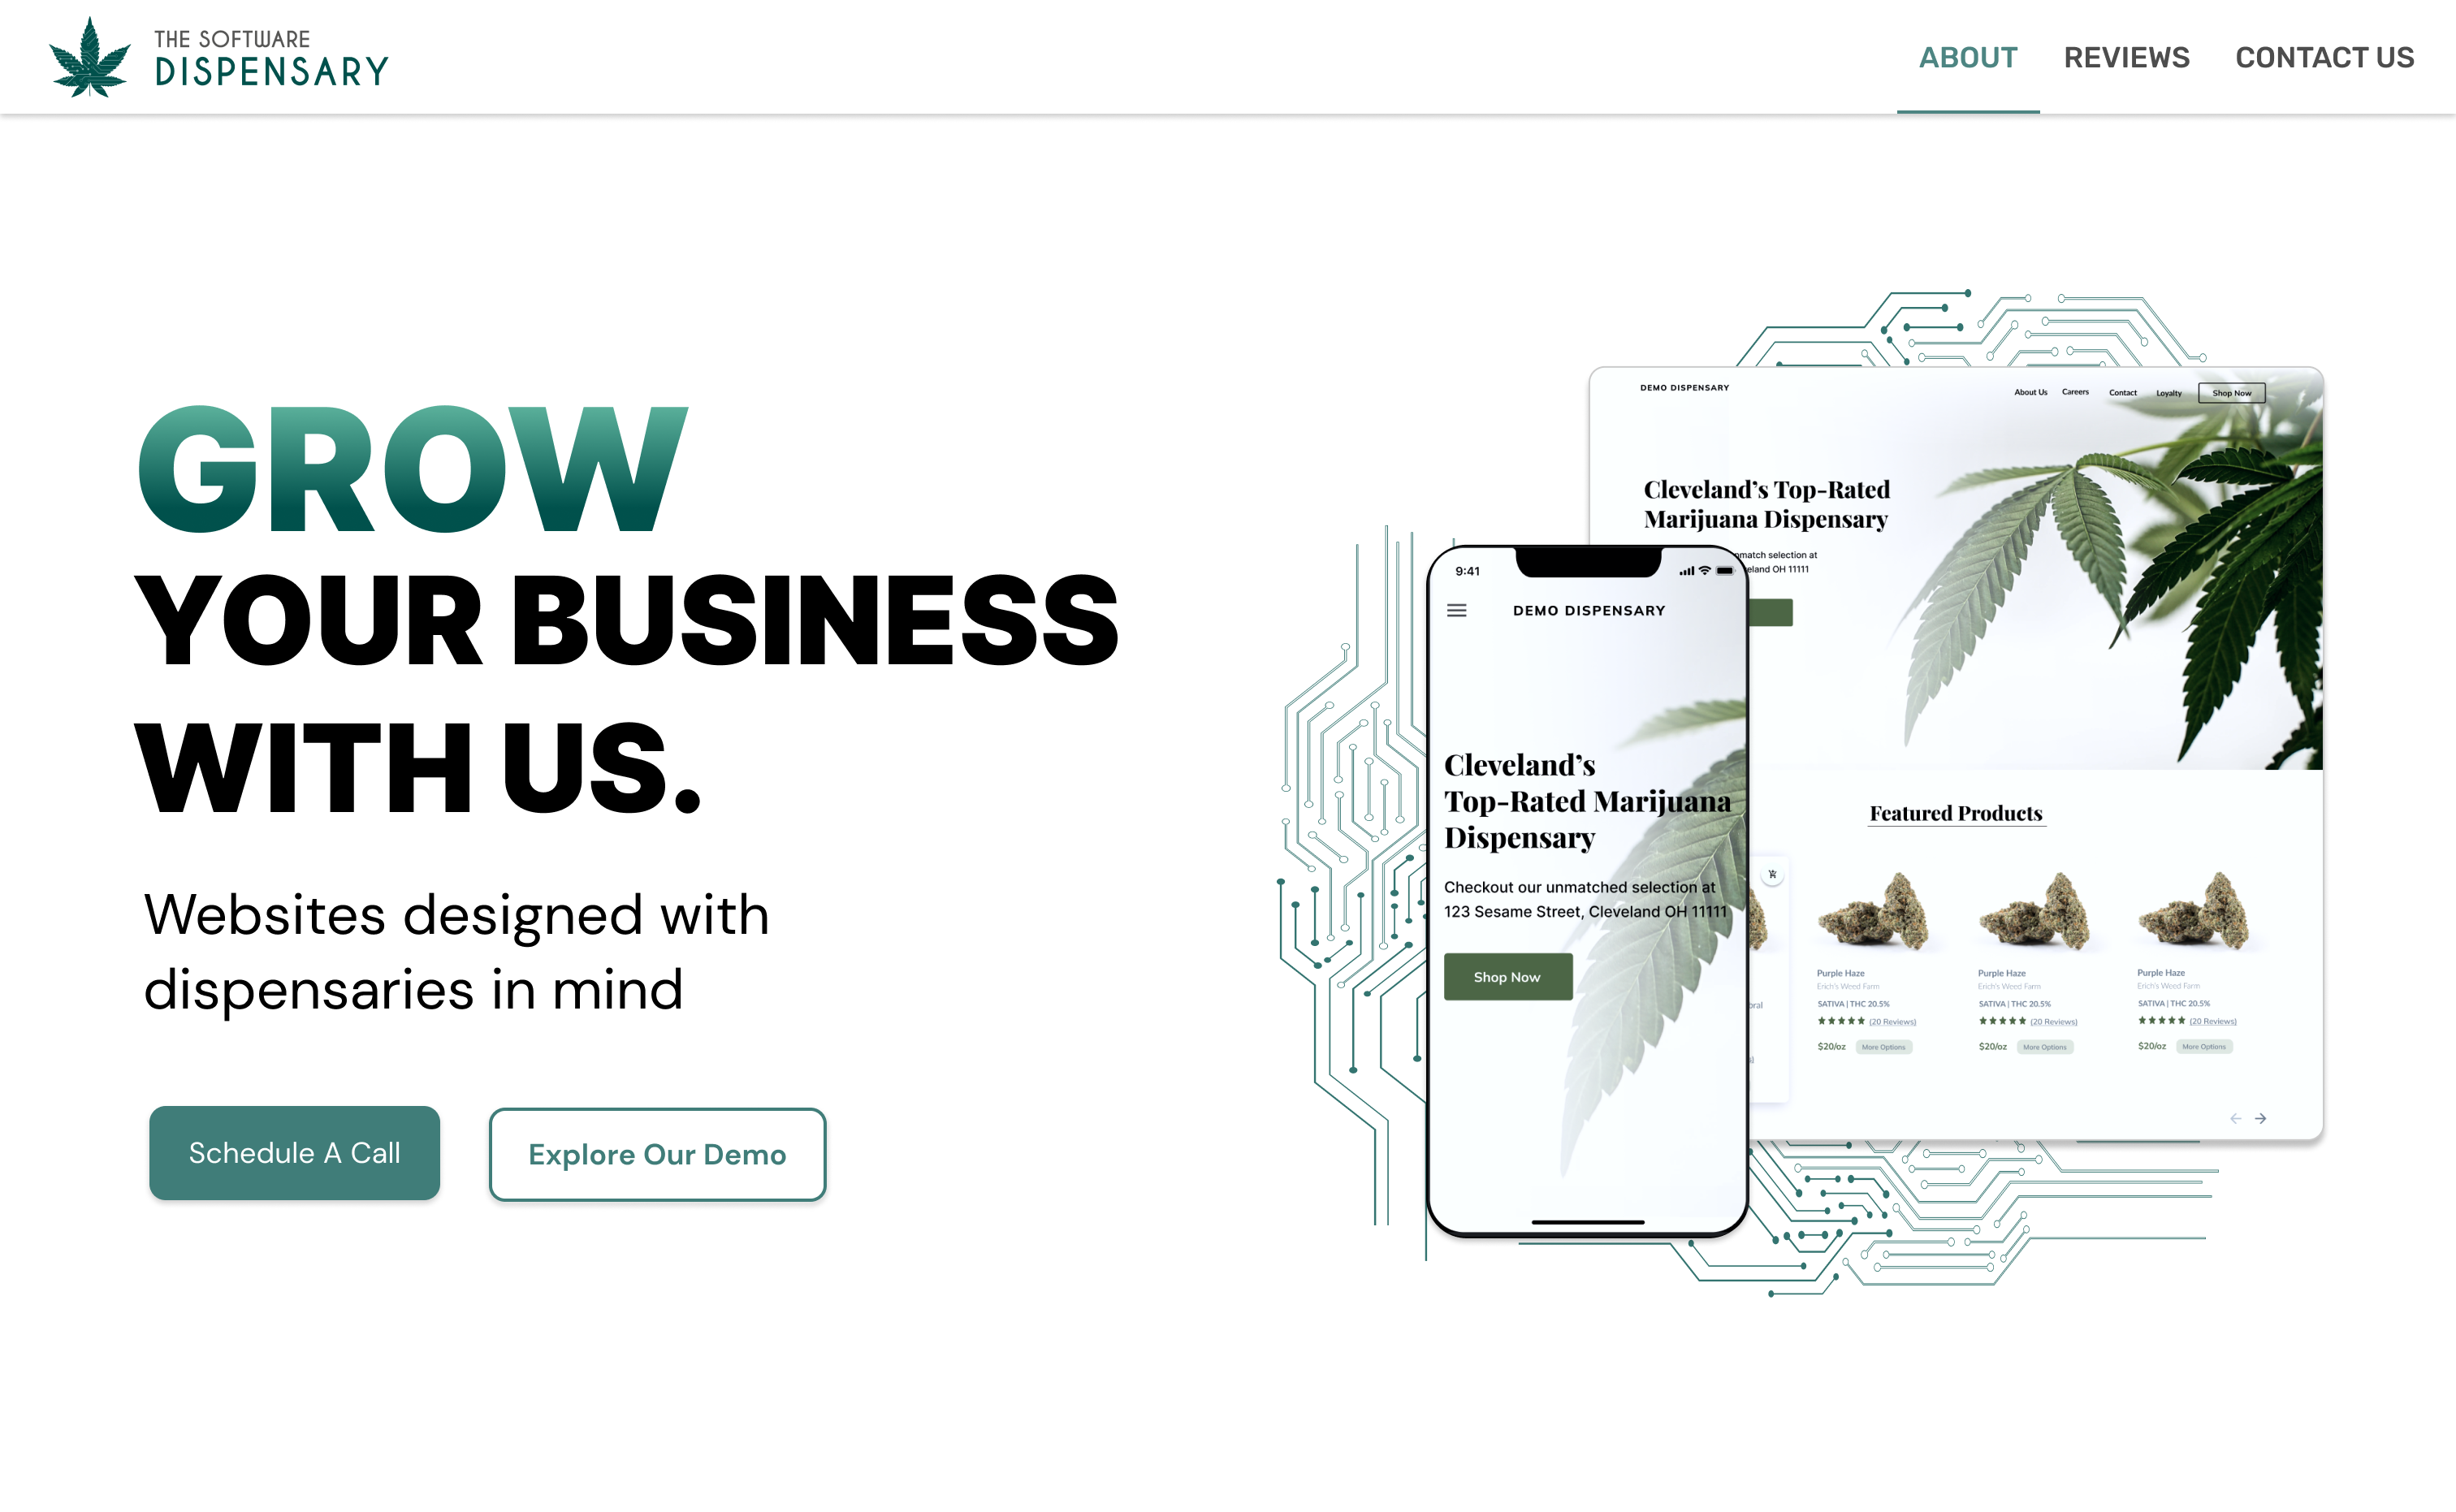 THE SOFTWARE
DISPENSARY
ABOUT
REVIEWS
CONTACT US
GROW
YOUR BUSINESS
WITH US.
Websites designed with
dispensaries in mind
Schedule A Call
Explore Our Demo
DEMO DISPENSARY
About Us
Careers
Contact
Loyalty
Shop Now
Cleveland's Top-Rated
Marijuana Dispensary
selection at
OH 11111
9:41
DEMO DISPENSARY
Cleveland's
Top-Rated Marijuana
Dispensary
Checkout our unmatched selection at
123 Sesame Street, Cleveland OH 11111
Shop Now
Featured Products
Purple Haze
Erich's Weed Farm
SATIVA | THC 20.5%
(20 Reviews)
$20/oz
More Options
Purple Haze
Erich's Weed Farm
SATIVA | THC 20.5%
(20 Reviews)
$20/oz
More Options
Purple Haze
Erich's Weed Farm
SATIVA | THC 20.5%
(20 Reviews)
$20/oz
More Options